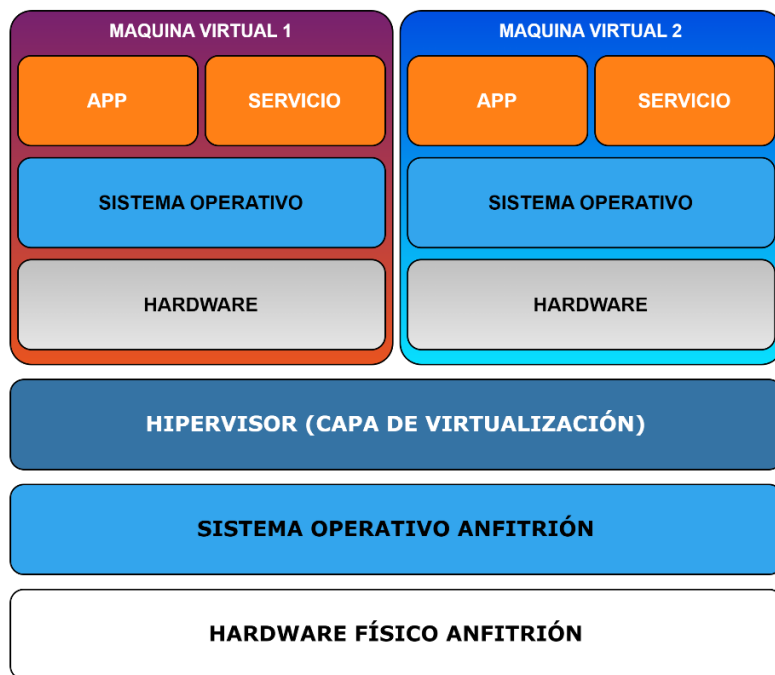 MAQUINA VIRTUAL 1
APP
SERVICIO
SISTEMA OPERATIVO
HARDWARE
MAQUINA VIRTUAL 2
APP
SERVICIO
SISTEMA OPERATIVO
HARDWARE
HIPERVISOR (CAPA DE VIRTUALIZACIÓN)
SISTEMA OPERATIVO ANFITRIÓN
HARDWARE FÍSICO ANFITRIÓN